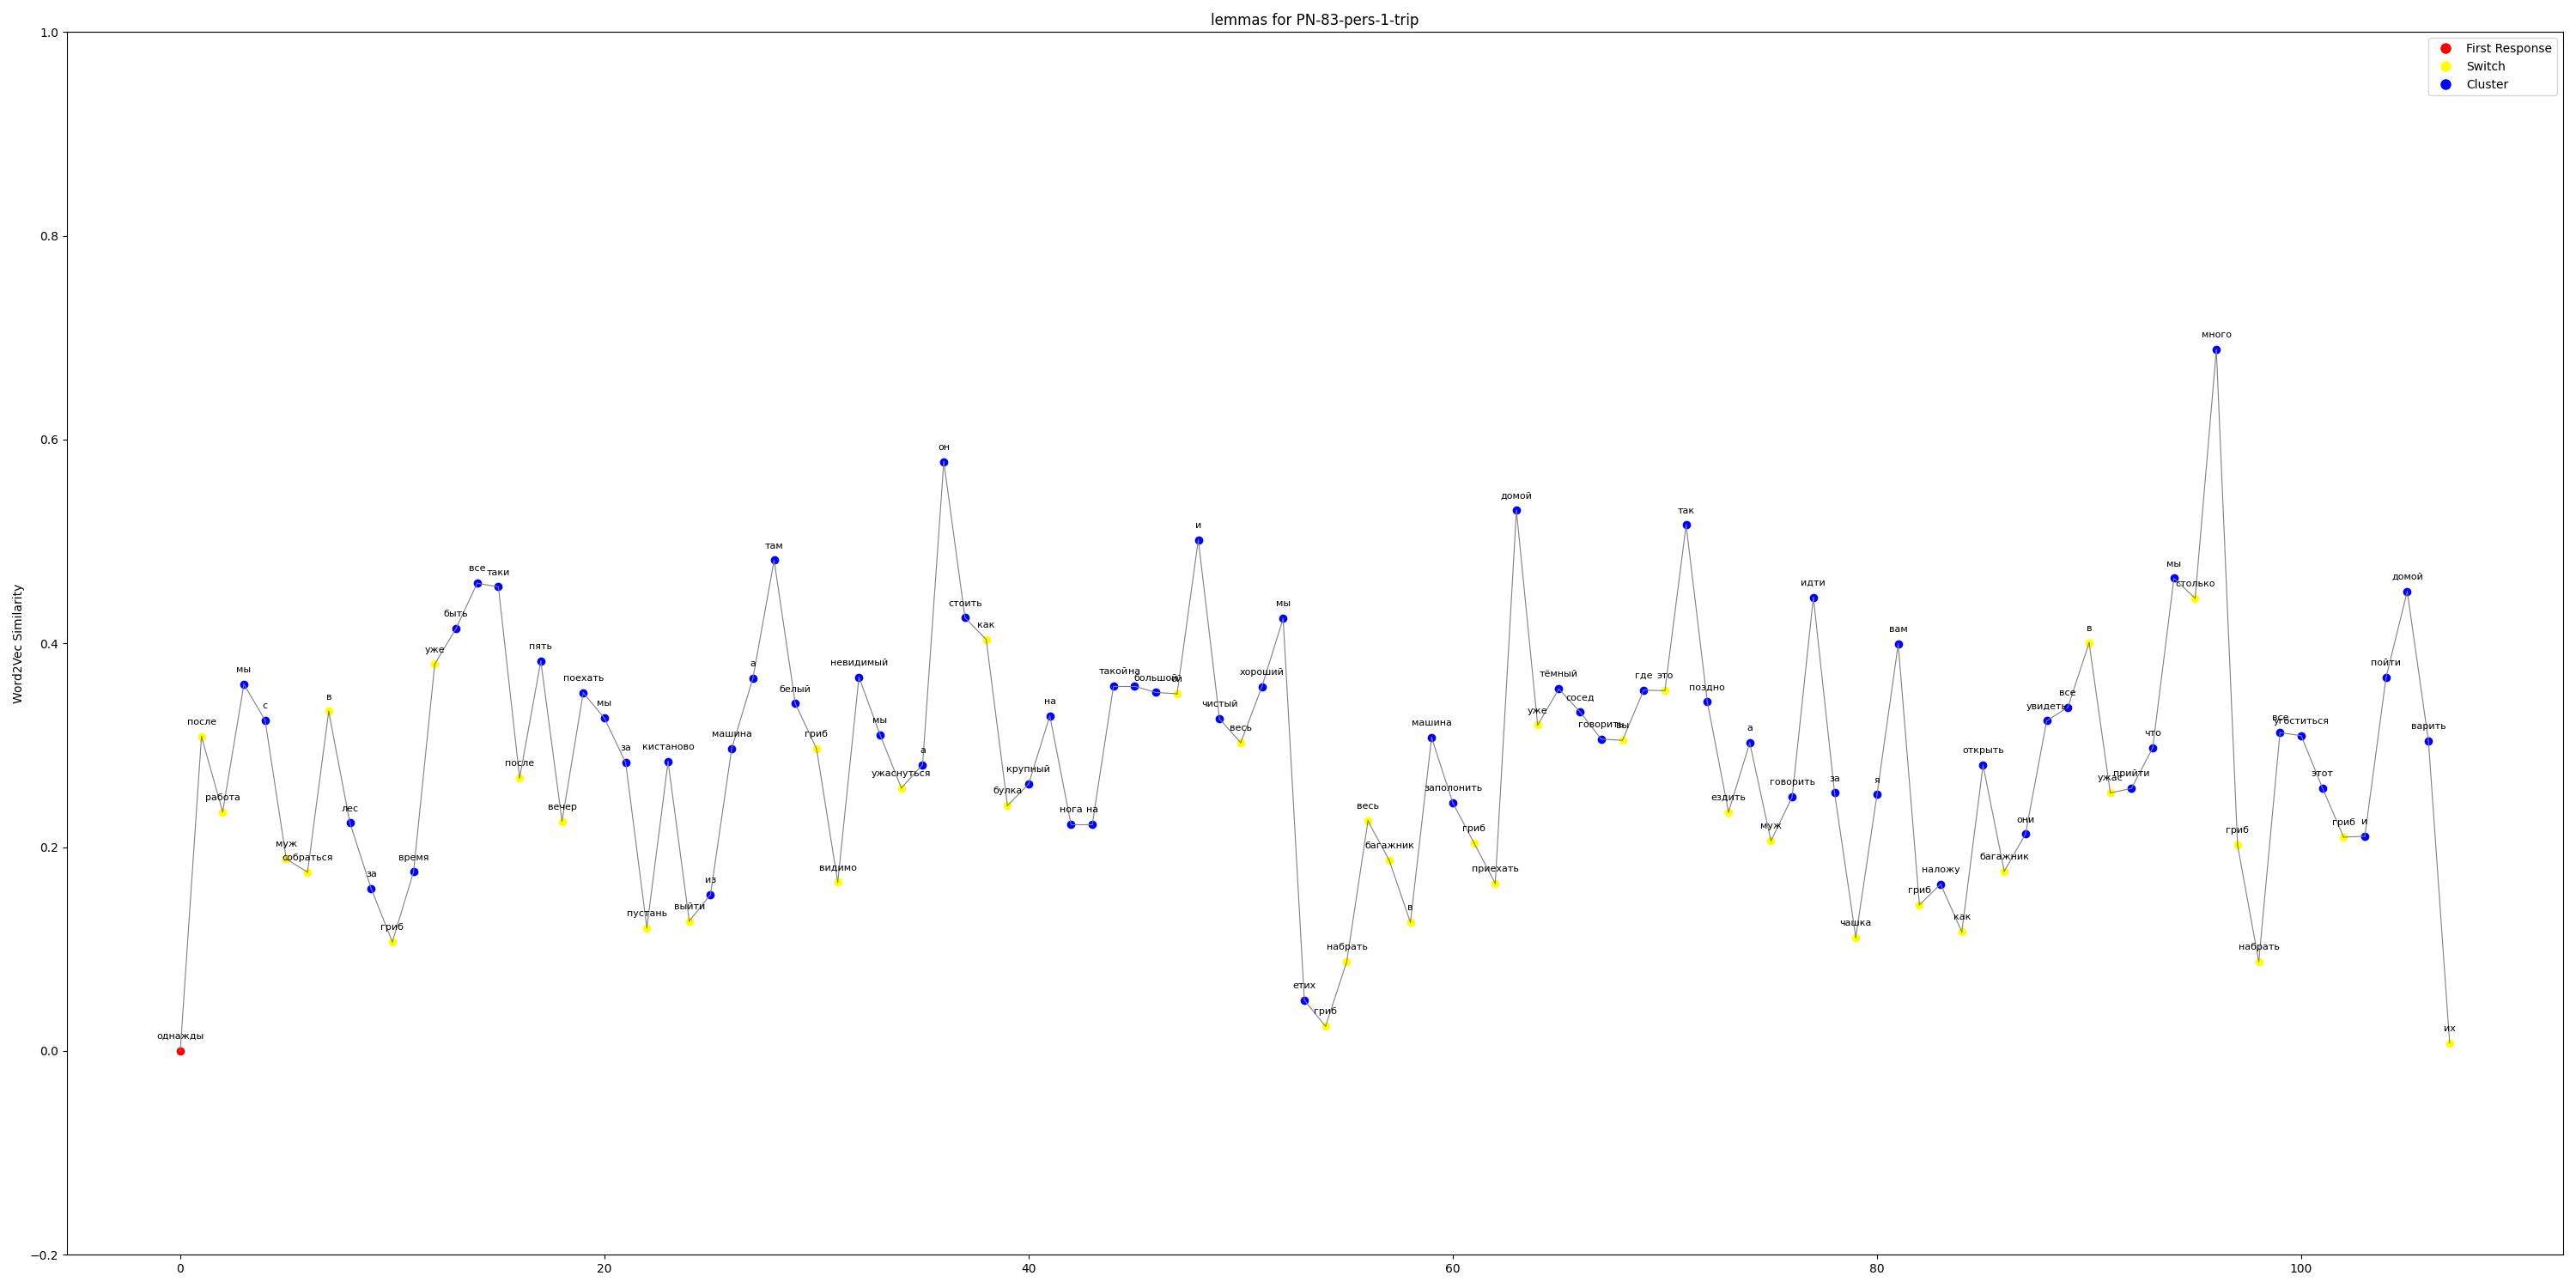 lemmas for PN-83-pers-1-trip
First Response
Switch
Cluster
Word2Vec Similarity
1.0
0.8
0.6
0.4
0.2
0.0
−0.2
0
20
40
60
80
100
однажды
после
работа
мы
с
муж
собраться
в
лес
за
гриб
время
уже
быть
все
таки
после
пять
вечер
поехать
мы
за
пустань
кистаново
выйти
из
машина
а
там
белый
гриб
видимо
невидимый
мы
ужаснуться
а
он
стоить
как
булка
крупный
на
нога
на
такой
на
большой
и
чистый
весь
хороший
мы
етих
гриб
набрать
весь
багажник
в
машина
заполонить
гриб
приехать
домой
уже
тёмный
сосед
говорить
вы
где
это
так
поздно
ездить
а
муж
говорить
идти
за
чашка
я
вам
гриб
наложу
как
открыть
багажник
они
увидеть
все
в
ужас
прийти
что
мы
столько
много
гриб
набрать
все
угоститься
этот
гриб
и
пойти
домой
варить
их